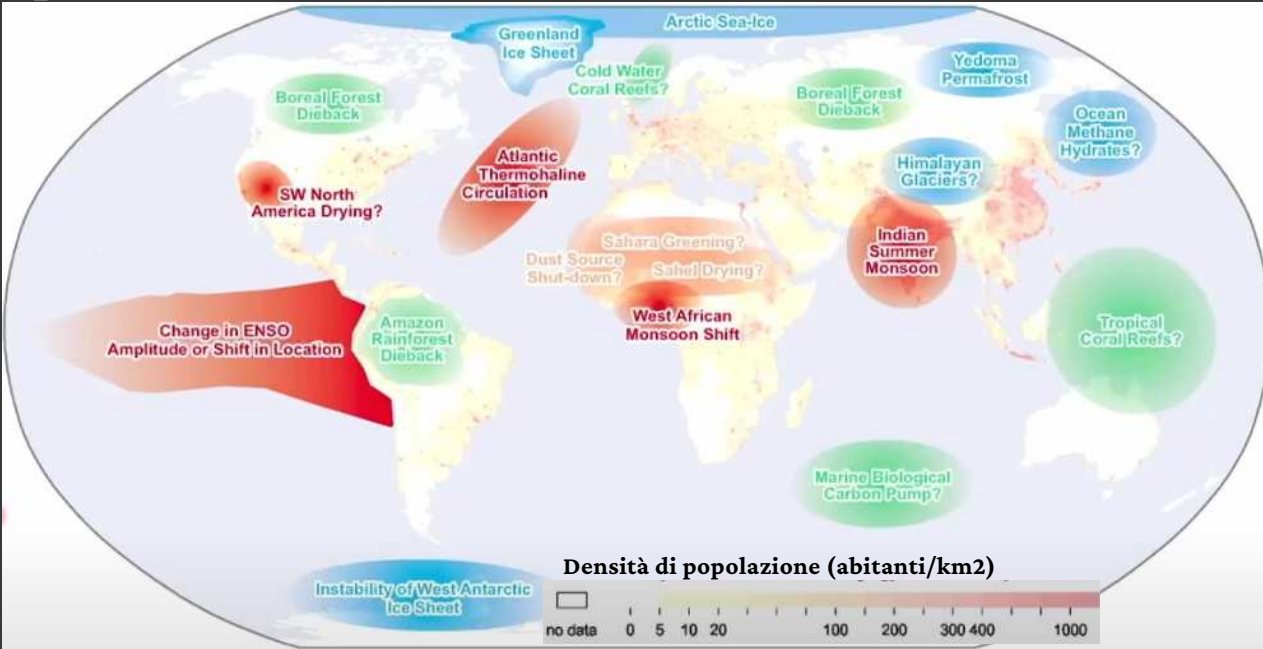 Arctic Sea-Ice
Greenland
Ice Sheet
Cold Water
Coral Reefs?
Yedoma
Permafrost
Boreal Forest
Dieback
Boreal Forest
Dieback
Ocean
Methane
Hydrates?
Atlantic
Thermohaline
Circulation
Himalayan
Glaciers?
SW North
America Drying?
Sahara Greening?
Dust Source
Shut-down?
Sahel Drying?
Indian
Summer
Monsoon
West African
Monsoon Shift
Change in ENSO
Amplitude or Shift in Location
Amazon
Rainforest
Dieback
Tropical
Coral Reefs?
Marine Biological
Carbon Pump?
Instability of West Antarctic
Ice Sheet
Densità di popolazione (abitanti/km2)
no data 0 5 10 20 100 200 300 400 1000